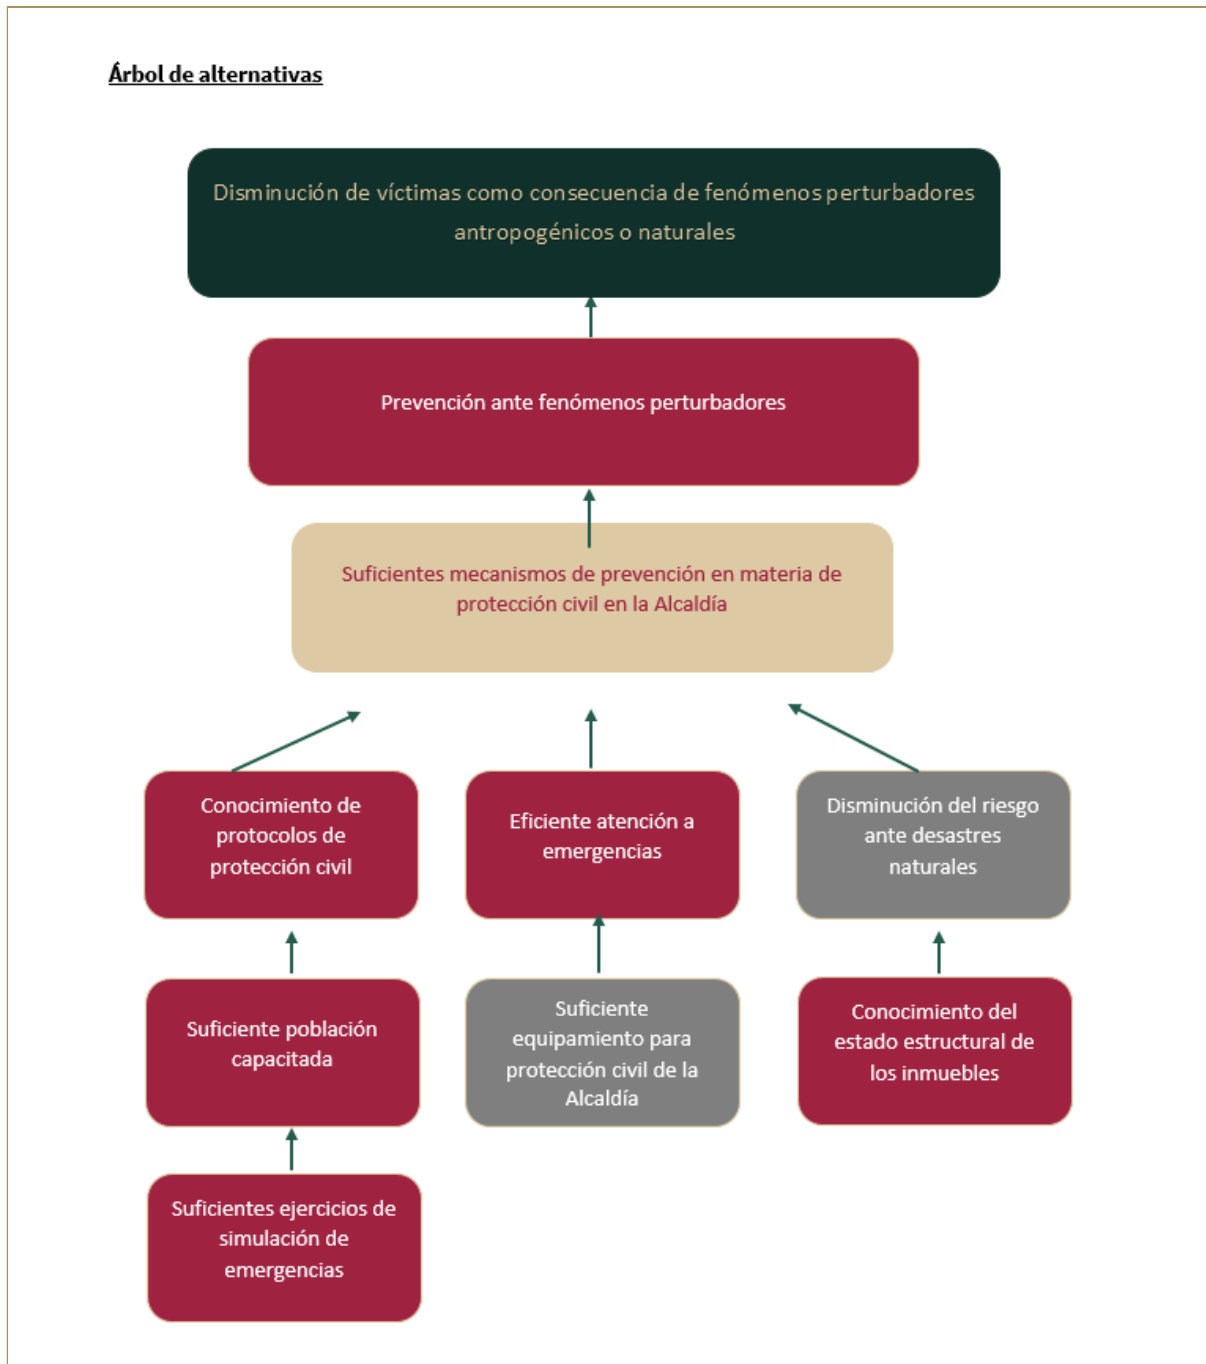 Árbol de alternativas
Disminución de víctimas como consecuencia de fenómenos perturbadores
antropogénicos o naturales
Prevención ante fenómenos perturbadores
Suficientes mecanismos de prevención en materia de
protección civil en la Alcaldía
Conocimiento de
protocolos de
protección civil
Eficiente atención a
emergencias
Disminución del riesgo
ante desastres
naturales
Suficiente población
capacitada
Suficiente
equipamiento para
protección civil de la
Alcaldía
Conocimiento del
estado estructural de
los inmuebles
Suficientes ejercicios de
simulación de
emergencias